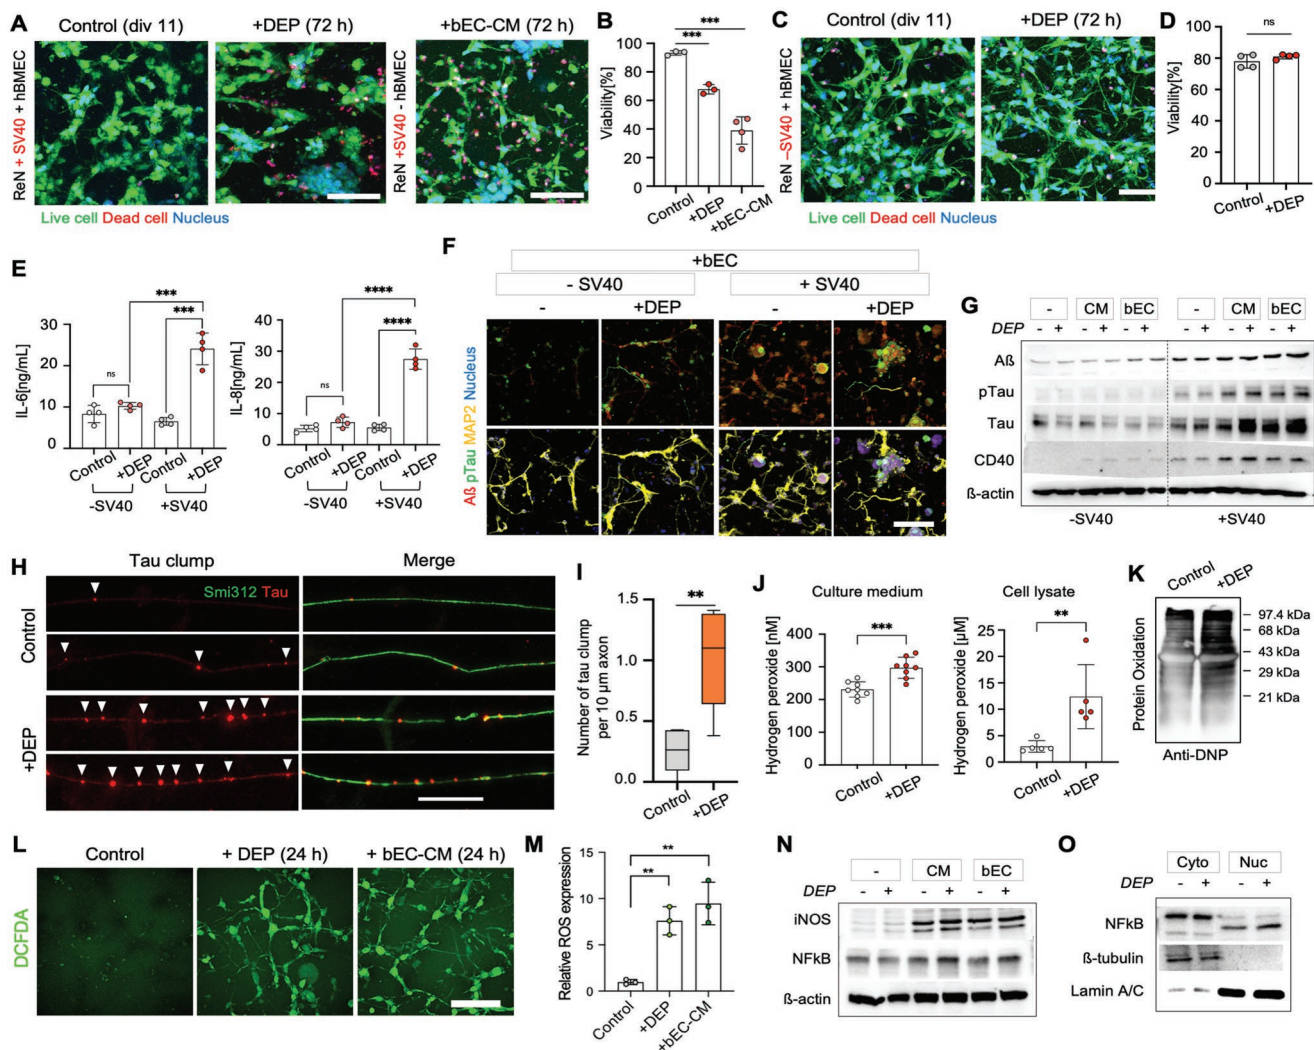 A
Control (div 11)
+DEP (72 h)
+bEC-CM (72 h)
ReN + SV40 + hBMEC
ReN +SV40 - hBMEC
Live cell Dead cell Nucleus
B
***
***
Viability[%]
100
80
60
40
20
0
Control
+DEP
+bEC-CM
C
Control (div 11)
+DEP (72 h)
ReN –SV40 + hBMEC
Live cell Dead cell Nucleus
D
ns
Viability[%]
100
80
60
40
20
0
Control
+DEP
E
***
***
ns
IL-6[ng/mL]
30
20
10
0
Control
+DEP
Control
+DEP
-SV40
+SV40
****
****
ns
IL-8[ng/mL]
40
30
20
10
0
Control
+DEP
Control
+DEP
-SV40
+SV40
F
+bEC
- SV40
+ SV40
-
+DEP
-
+DEP
Aß pTau MAP2 Nucleus
G
- CM bEC - CM bEC
DEP - + - + - + - + - + - +
Aß
pTau
Tau
CD40
ß-actin
-SV40
+SV40
H
Tau clump
Merge
Smi312 Tau
Control
+DEP
I
**
Number of tau clump
per 10 µm axon
1.5
1.0
0.5
0.0
Control
+DEP
J
Culture medium
***
Hydrogen peroxide [nM]
400
300
200
100
0
Control
+DEP
Cell lysate
**
Hydrogen peroxide [µM]
25
20
15
10
5
0
Control
+DEP
K
Control
+DEP
Protein Oxidation
97.4 kDa
68 kDa
43 kDa
29 kDa
21 kDa
Anti-DNP
L
Control
+ DEP (24 h)
+ bEC-CM (24 h)
DCFDA
M
**
**
Relative ROS expression
15
10
5
0
Control
+DEP
+bEC-CM
N
- CM bEC
DEP - + - + - +
iNOS
NFkB
ß-actin
O
Cyto Nuc
DEP - + - +
NFkB
ß-tubulin
Lamin A/C